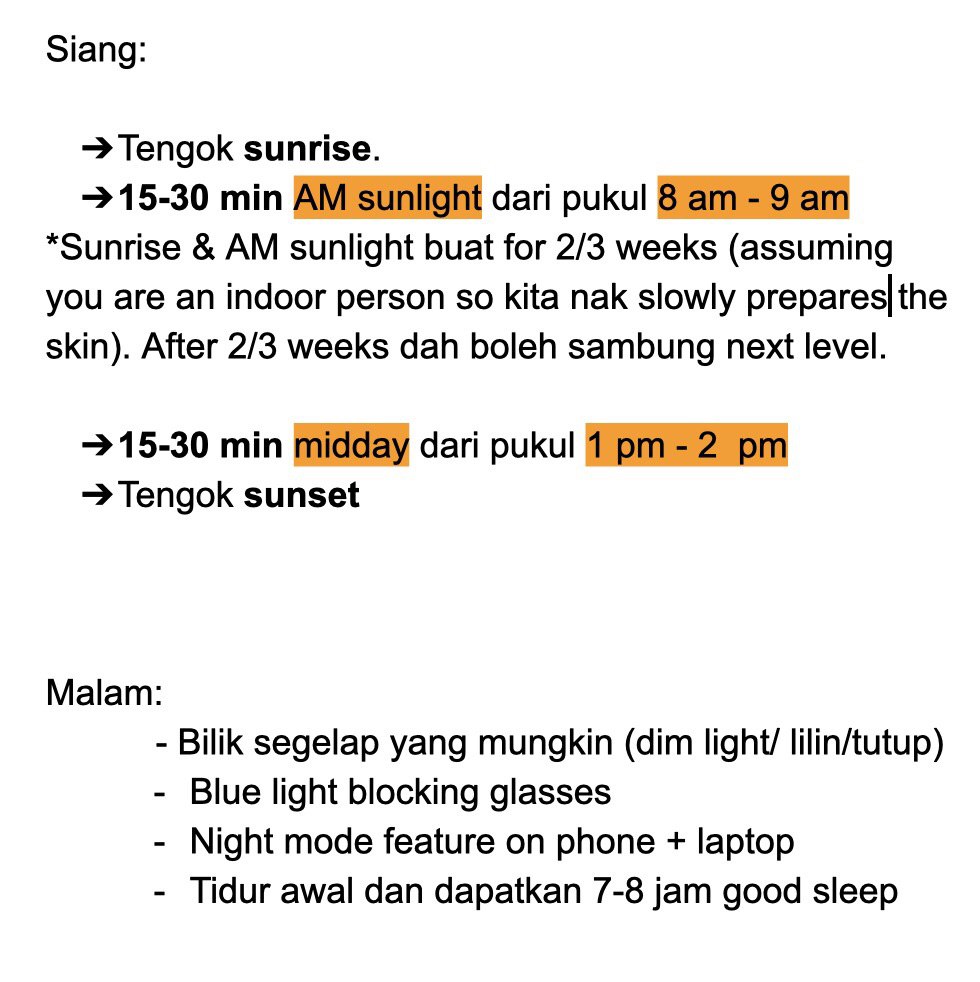 Siang:
➔Tengok sunrise.
➔15-30 min AM sunlight dari pukul 8 am - 9 am
*Sunrise & AM sunlight buat for 2/3 weeks (assuming
you are an indoor person so kita nak slowly prepares the
skin). After 2/3 weeks dah boleh sambung next level.
➔15-30 min midday dari pukul 1 pm - 2  pm
➔Tengok sunset
Malam:
- Bilik segelap yang mungkin (dim light/ lilin/tutup)
- Blue light blocking glasses
- Night mode feature on phone + laptop
- Tidur awal dan dapatkan 7-8 jam good sleep